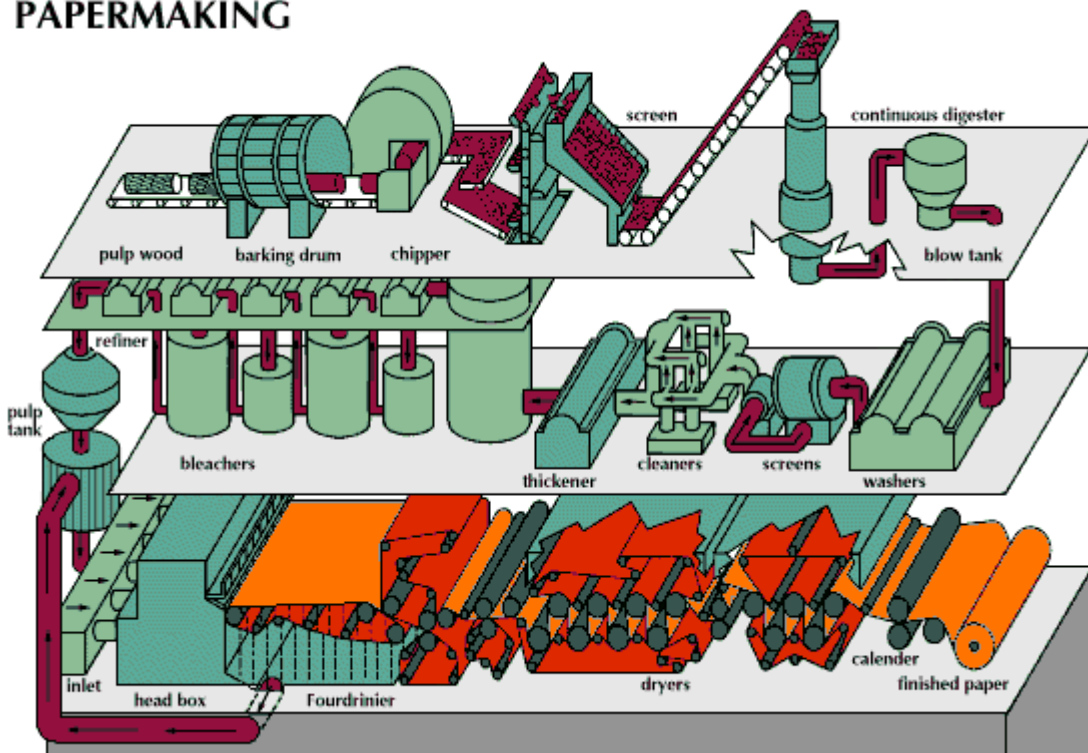 PAPERMAKING
screen
continuous digester
pulp wood
barking drum
chipper
blow tank
refiner
pulp
tank
bleachers
thickener
cleaners
screens
washers
inlet
head box
Fourdrinier
dryers
calender
finished paper